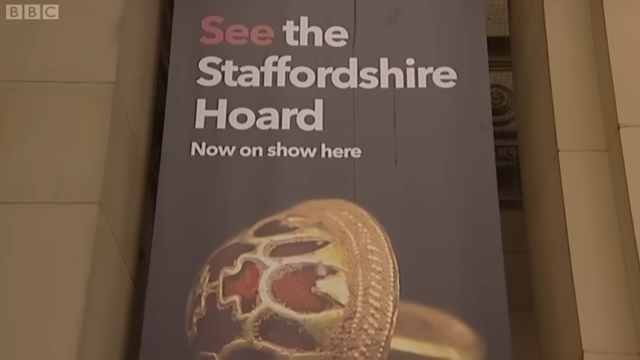 BBC
See the
Staffordshire
Hoard
Now on show here